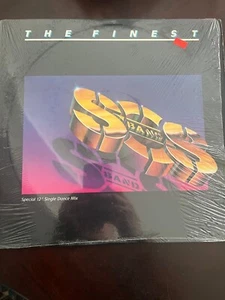 THE FINEST
SOS
BAND
Special 12" Single Dance Mix